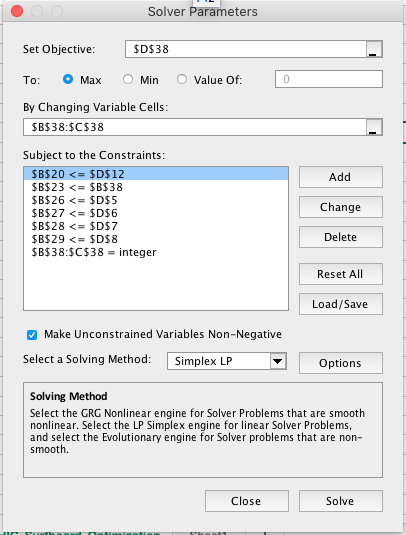 Solver Parameters
Set Objective: $D$38
To: Max Min Value Of: 0
By Changing Variable Cells:
$B$38:$C$38
Subject to the Constraints:
$B$20 <= $D$12
$B$23 <= $B$38
$B$26 <= $D$5
$B$27 <= $D$6
$B$28 <= $D$7
$B$29 <= $D$8
$B$38:$C$38 = integer
Add
Change
Delete
Reset All
Load/Save
Make Unconstrained Variables Non-Negative
Select a Solving Method: Simplex LP Options
Solving Method
Select the GRG Nonlinear engine for Solver Problems that are smooth
nonlinear. Select the LP Simplex engine for linear Solver Problems,
and select the Evolutionary engine for Solver problems that are non-
smooth.
Close Solve